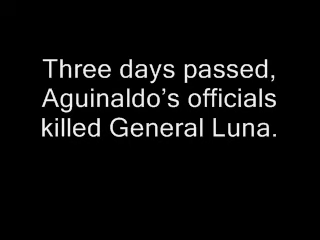 Three days passed,
Aguinaldo’s officials
killed General Luna.